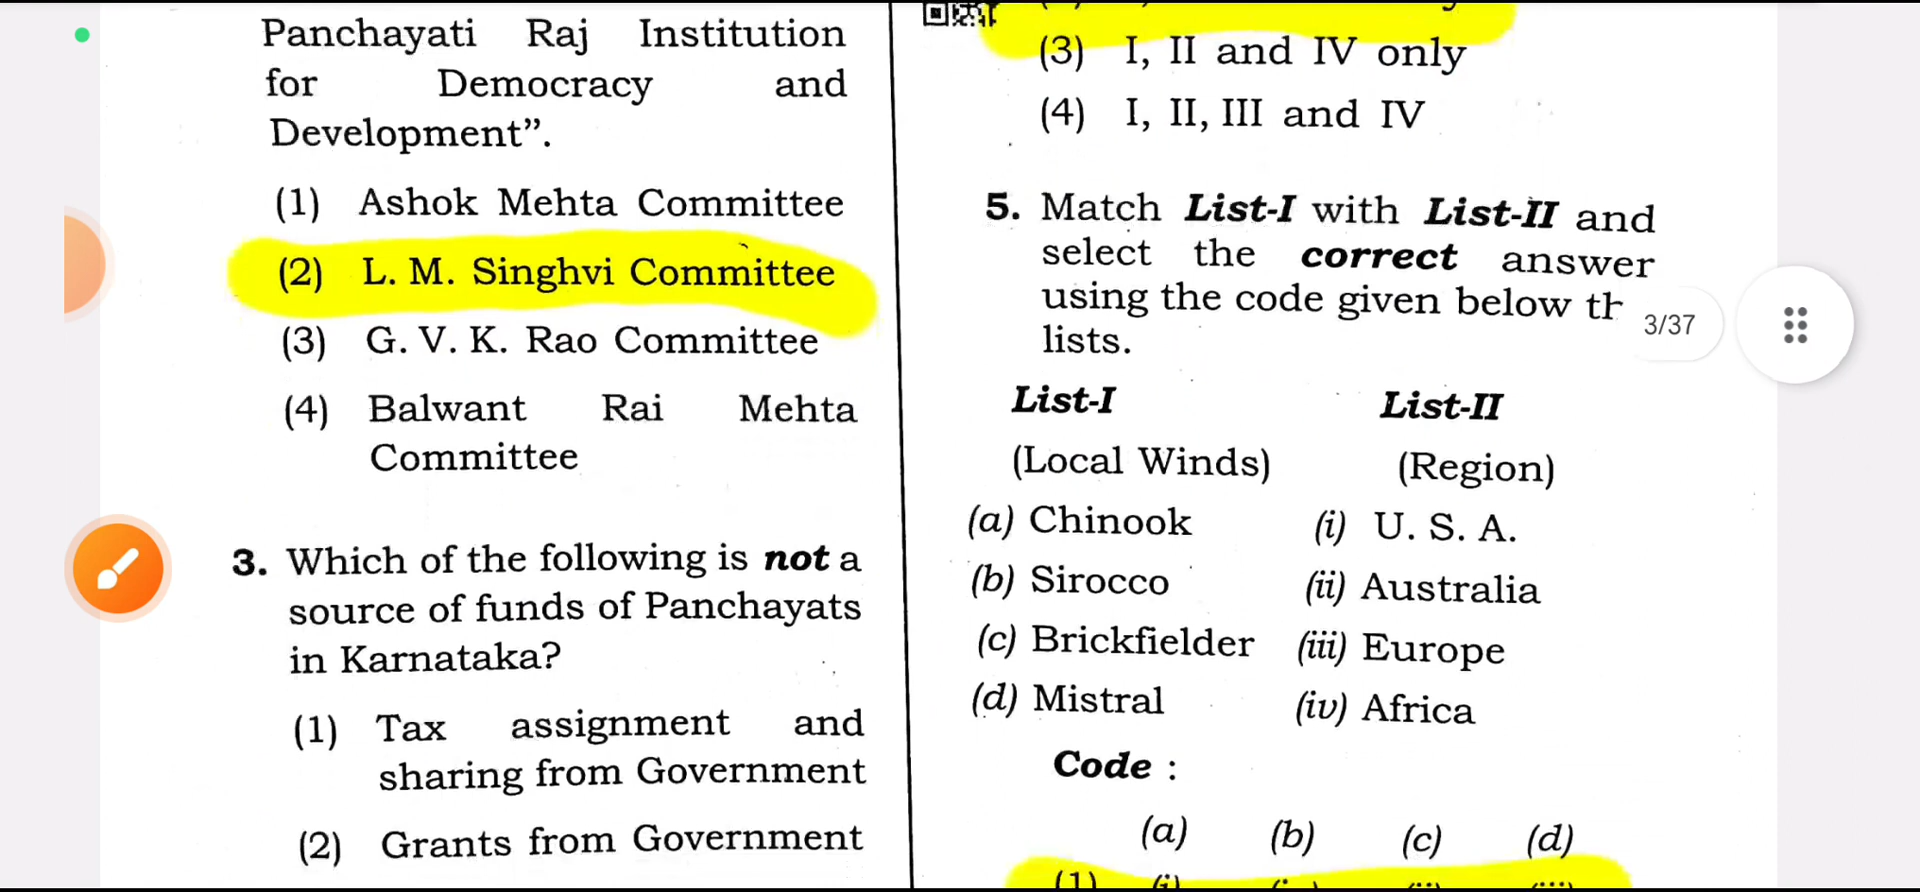 Panchayati Raj Institution
for Democracy and
Development”.
(1) Ashok Mehta Committee
(2) L. M. Singhvi Committee
(3) G. V. K. Rao Committee
(4) Balwant Rai Mehta
Committee
3. Which of the following is not a
source of funds of Panchayats
in Karnataka?
(1) Tax assignment and
sharing from Government
(2) Grants from Government
(3) I, II and IV only
(4) I, II, III and IV
5. Match List-I with List-II and
select the correct answer
using the code given below
lists.
3/37
List-I List-II
(Local Winds) (Region)
(a) Chinook (i) U. S. A.
(b) Sirocco (ii) Australia
(c) Brickfielder (iii) Europe
(d) Mistral (iv) Africa
Code :
(a) (b) (c) (d)
(1)